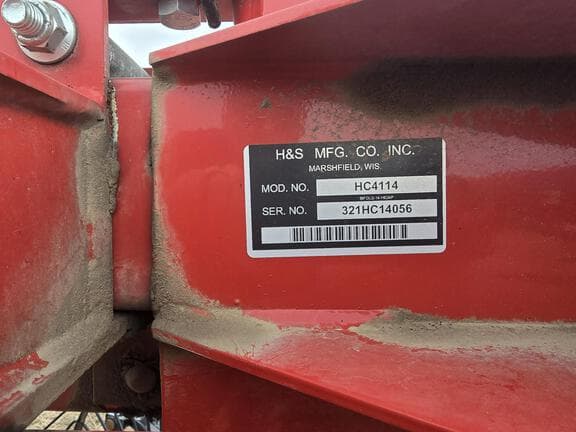 H&S MFG. CO. INC.
MARSHFIELD, WIS.
MOD. NO. HC4114
SER. NO. 321HC14056